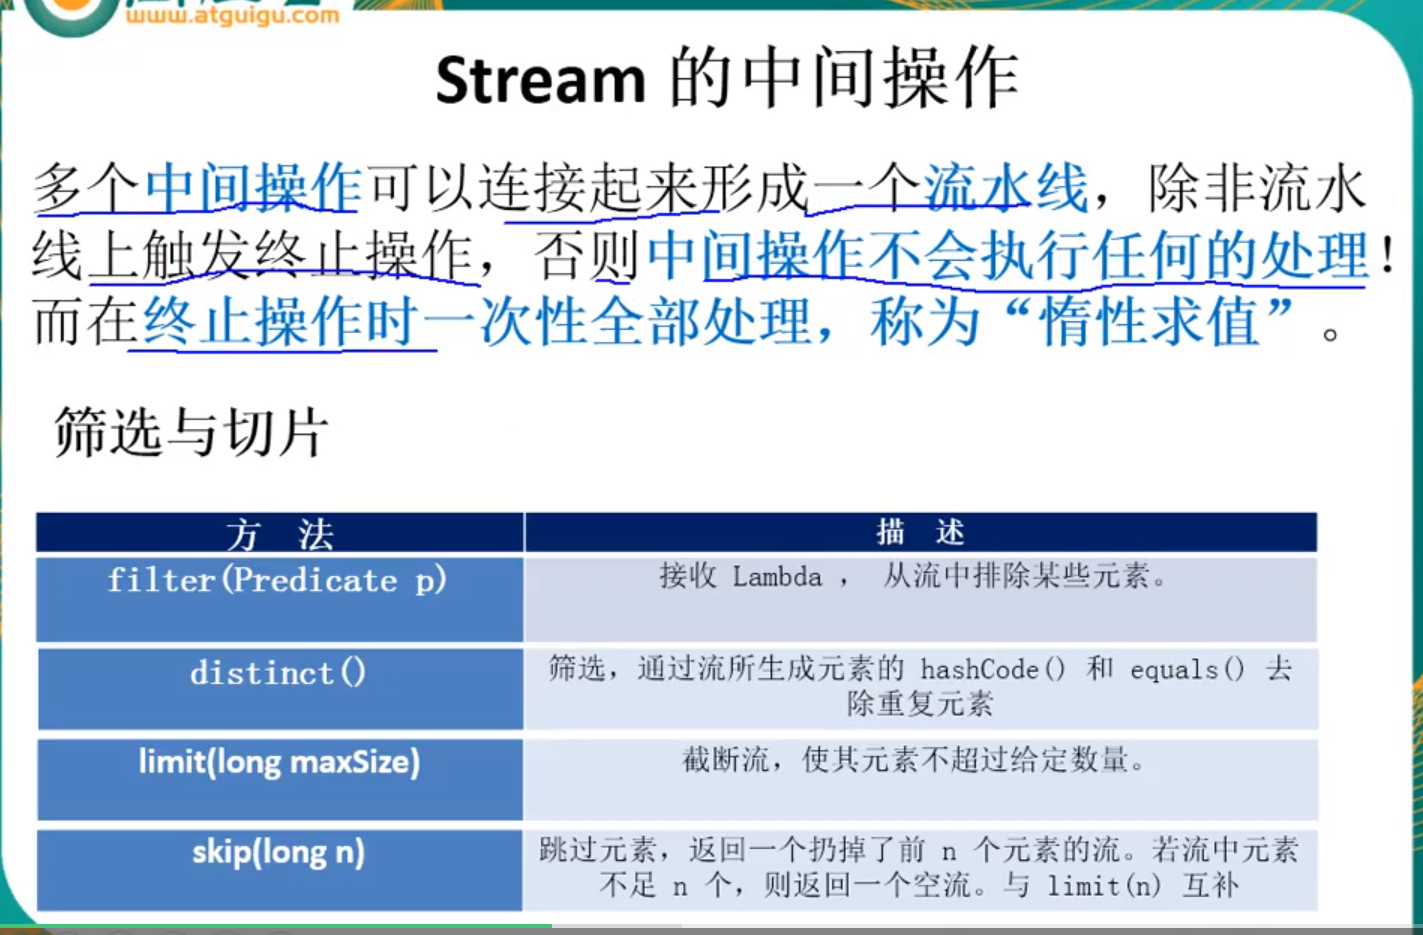 www.atguigu.com
Stream 的中间操作
多个中间操作可以连接起来形成一个流水线，除非流水
线上触发终止操作，否则中间操作不会执行任何的处理！
而在终止操作时一次性全部处理，称为“惰性求值”。
筛选与切片
方 法
描 述
filter(Predicate p)
接收 Lambda ， 从流中排除某些元素。
distinct()
筛选，通过流所生成元素的 hashCode() 和 equals() 去
除重复元素
limit(long maxSize)
截断流，使其元素不超过给定数量。
skip(long n)
跳过元素，返回一个扔掉了前 n 个元素的流。若流中元素
不足 n 个，则返回一个空流。与 limit(n) 互补